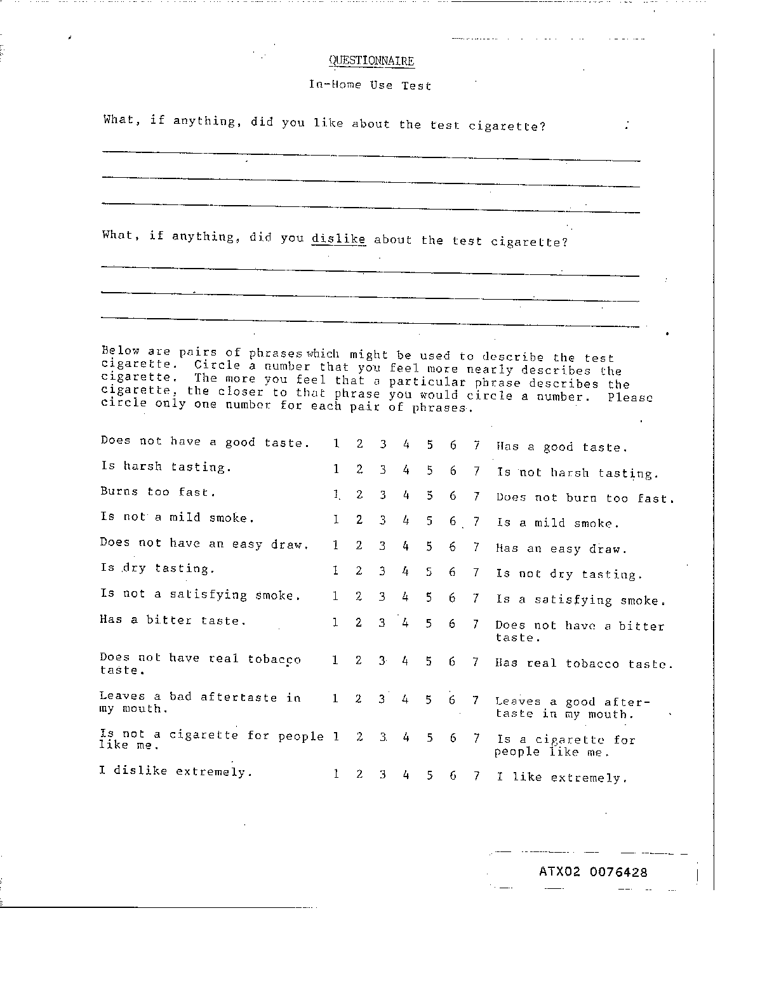 QUESTIONNAIRE
In-Home Use Test
What, if anything, did you like about the test cigarette?
What, if anything, did you dislike about the test cigarette?
Below are pairs of phrases which might be used to describe the test
cigarette. Circle a number that you feel more nearly describes the
cigarette. The more you feel that a particular phrase describes the
cigarette, the closer to that phrase you would circle a number. Please
circle only one number for each pair of phrases.
Does not have a good taste. 1 2 3 4 5 6 7 Has a good taste.
Is harsh tasting. 1 2 3 4 5 6 7 Is not harsh tasting.
Burns too fast. 1 2 3 4 5 6 7 Does not burn too fast.
Is not a mild smoke. 1 2 3 4 5 6 7 Is a mild smoke.
Does not have an easy draw. 1 2 3 4 5 6 7 Has an easy draw.
Is dry tasting. 1 2 3 4 5 6 7 Is not dry tasting.
Is not a satisfying smoke. 1 2 3 4 5 6 7 Is a satisfying smoke.
Has a bitter taste. 1 2 3 4 5 6 7 Does not have a bitter
taste.
Does not have real tobacco 1 2 3 4 5 6 7 Has real tobacco taste.
taste.
Leaves a bad aftertaste in 1 2 3 4 5 6 7 Leaves a good after-
my mouth. taste in my mouth.
Is not a cigarette for people 1 2 3 4 5 6 7 Is a cigarette for
like me. people like me.
I dislike extremely. 1 2 3 4 5 6 7 I like extremely.
ATX02 0076428